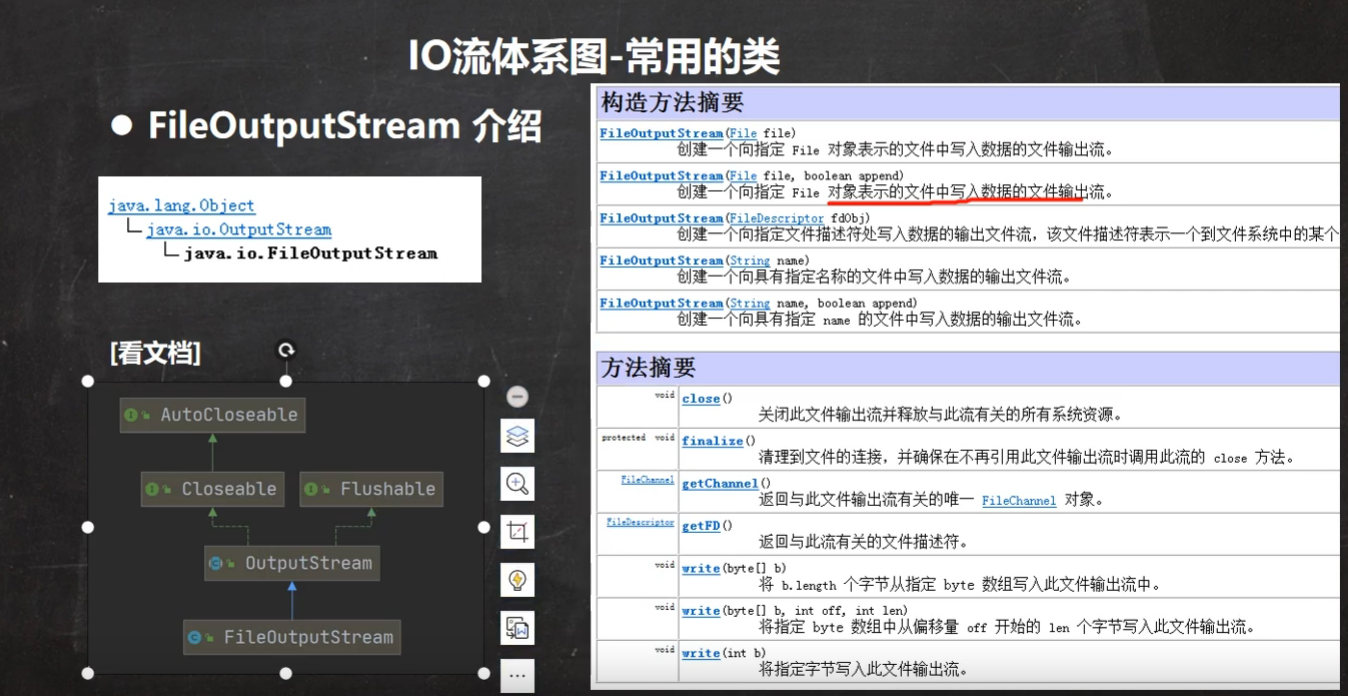 IO流体系图-常用的类
● FileOutputStream 介绍
java.lang.Object
java.io.OutputStream
java.io.FileOutputStream
[看文档]
AutoCloseable
Closeable
Flushable
OutputStream
FileOutputStream
构造方法摘要
FileOutputStream(File file)
创建一个向指定 File 对象表示的文件中写入数据的文件输出流。
FileOutputStream(File file, boolean append)
创建一个向指定 File 对象表示的文件中写入数据的文件输出流。
FileOutputStream(FileDescriptor fdObj)
创建一个向指定文件描述符处写入数据的输出文件流，该文件描述符表示一个到文件系统中的某个
FileOutputStream(String name)
创建一个向具有指定名称的文件中写入数据的输出文件流。
FileOutputStream(String name, boolean append)
创建一个向具有指定 name 的文件中写入数据的输出文件流。
方法摘要
void close()
关闭此文件输出流并释放与此流有关的所有系统资源。
protected void finalize()
清理到文件的连接，并确保在不再引用此文件输出流时调用此流的 close 方法。
FileChannel getChannel()
返回与此文件输出流有关的唯一 FileChannel 对象。
FileDescriptor getFD()
返回与此流有关的文件描述符。
void write(byte[] b)
将 b.length 个字节从指定 byte 数组写入此文件输出流中。
void write(byte[] b, int off, int len)
将指定 byte 数组中从偏移量 off 开始的 len 个字节写入此文件输出流。
void write(int b)
将指定字节写入此文件输出流。